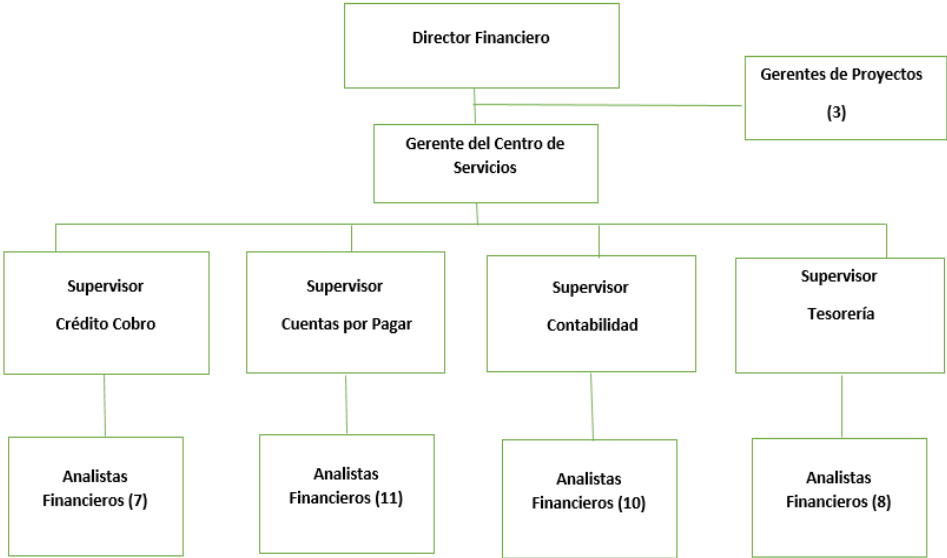 Director Financiero
Gerentes de Proyectos
(3)
Gerente del Centro de
Servicios
Supervisor
Crédito Cobro
Supervisor
Cuentas por Pagar
Supervisor
Contabilidad
Supervisor
Tesorería
Analistas
Financieros (7)
Analistas
Financieros (11)
Analistas
Financieros (10)
Analistas
Financieros (8)